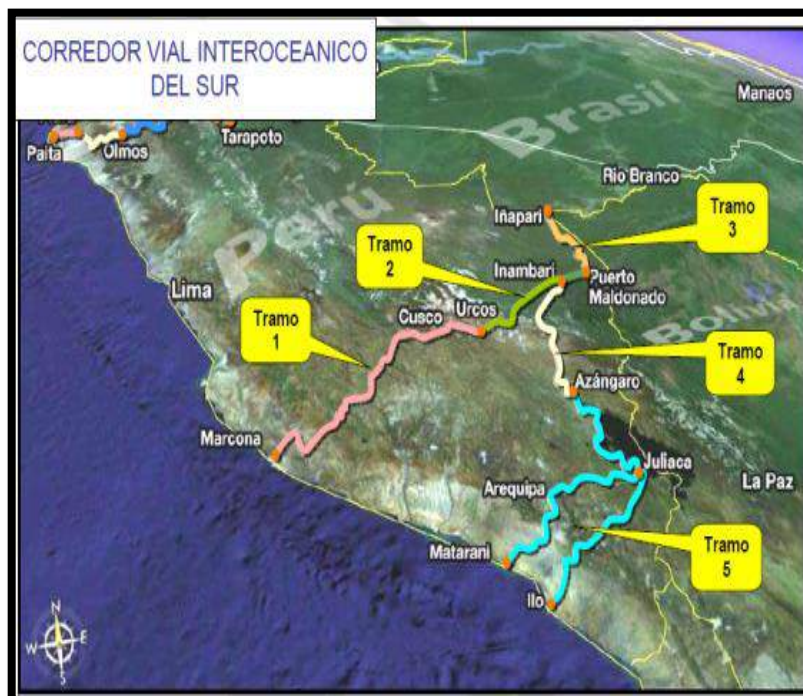 CORREDOR VIAL INTEROCEANICO
DEL SUR
Manaos
Paita
Olmos
Tarapoto
Brasil
Rio Branco
Iñapari
Tramo
3
Perú
Tramo
2
Inambari
Puerto
Maldonado
Lima
Cusco
Urcos
Bolivia
Tramo
1
Tramo
4
Azángaro
Marcona
Juliaca
Arequipa
La Paz
Matarani
Tramo
5
Ilo
N
W
E
S